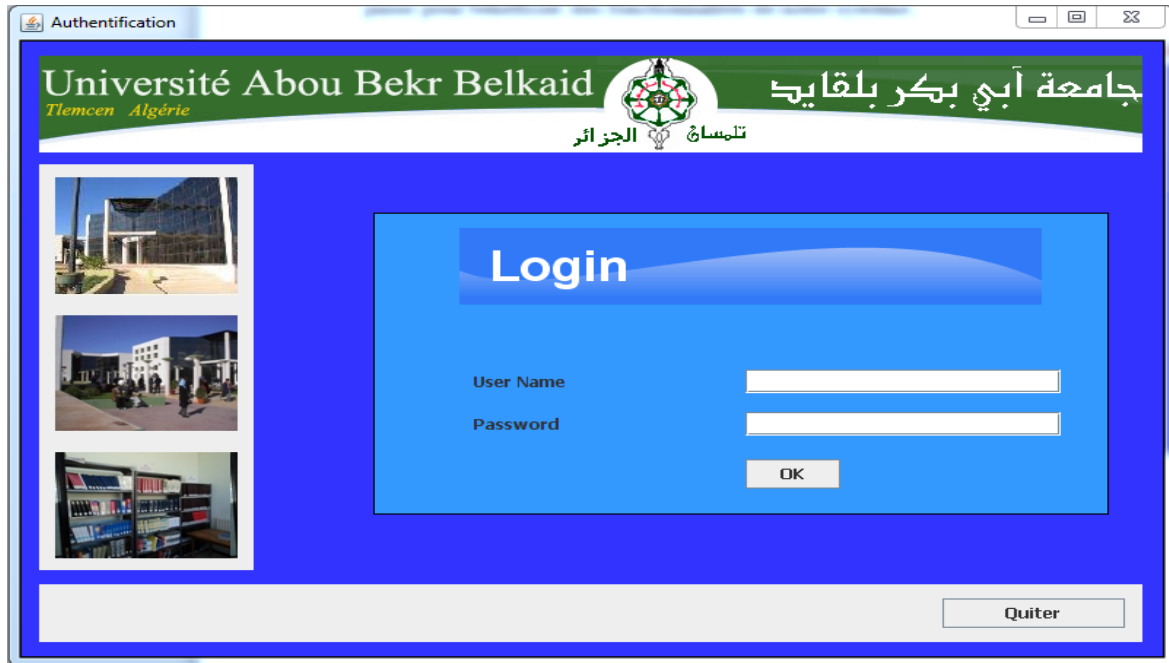 Authentification
Université Abou Bekr Belkaid
Tlemcen Algérie
جامعة أبي بكر بلقايد
تلمسان الجزائر
Login
User Name
Password
OK
Quiter